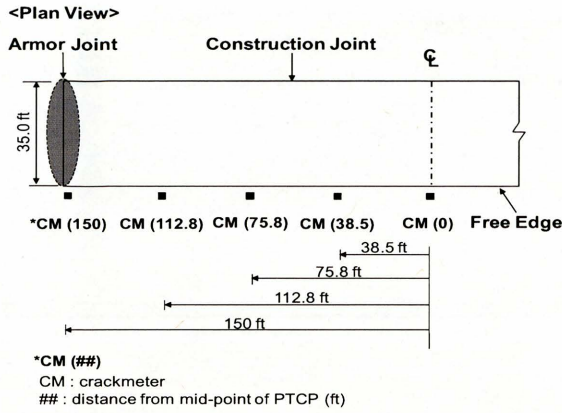 <Plan View>
Armor Joint
Construction Joint
℄
35.0 ft
*CM (150) CM (112.8) CM (75.8) CM (38.5) CM (0) Free Edge
38.5 ft
75.8 ft
112.8 ft
150 ft
*CM (##)
CM : crackmeter
## : distance from mid-point of PTCP (ft)